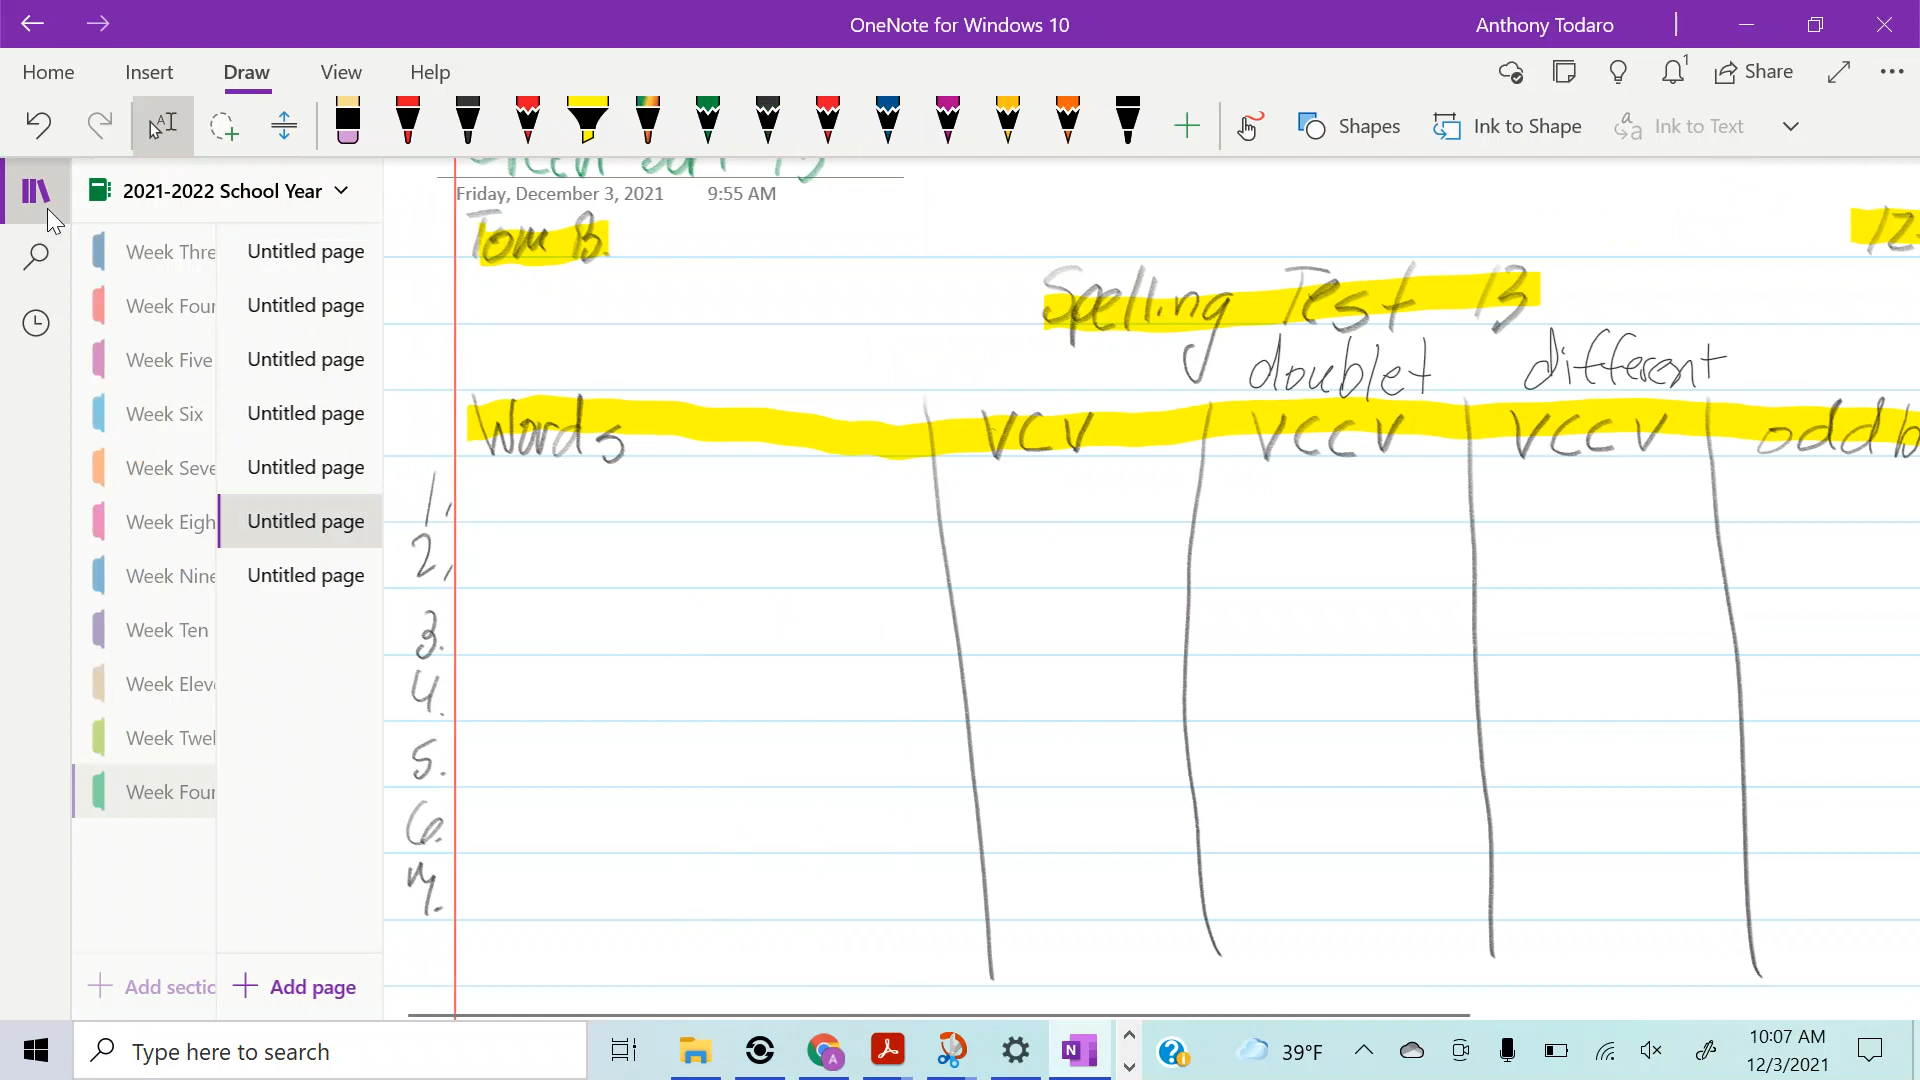 OneNote for Windows 10
Anthony Todaro
Home Insert Draw View Help
1
Share
Shapes Ink to Shape Ink to Text
2021-2022 School Year
Friday, December 3, 2021 9:55 AM
Tom B. 12
Spelling Test 13
doublet different
Words VCV VCCV VCCV oddb
1.
2.
3.
4.
5.
6.
7.
Week Thre
Week Four
Week Five
Week Six
Week Seve
Week Eigh
Week Nine
Week Ten
Week Eleve
Week Twel
Week Four
Untitled page
Untitled page
Untitled page
Untitled page
Untitled page
Untitled page
Untitled page
Add sectio
Add page
Type here to search
39°F
10:07 AM
12/3/2021